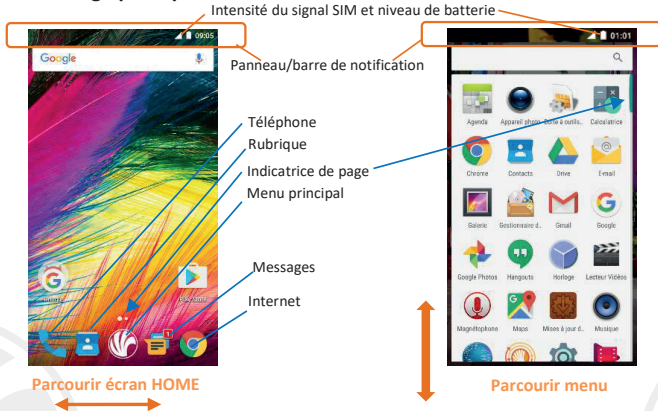 Intensité du signal SIM et niveau de batterie
09:05
01:01
Google
Panneau/barre de notification
Téléphone
Rubrique
Indicatrice de page
Menu principal
Messages
Internet
1
Agenda Appareil photo Boîte à outils.. Calculatrice
Chrome Contacts Drive E-mail
Galerie Gestionnaire d.. Gmail Google
Google Photos Hangouts Horloge Lecteur Vidéos
Magnétophone Maps Mises à jour d.. Musique
Parcourir écran HOME
Parcourir menu